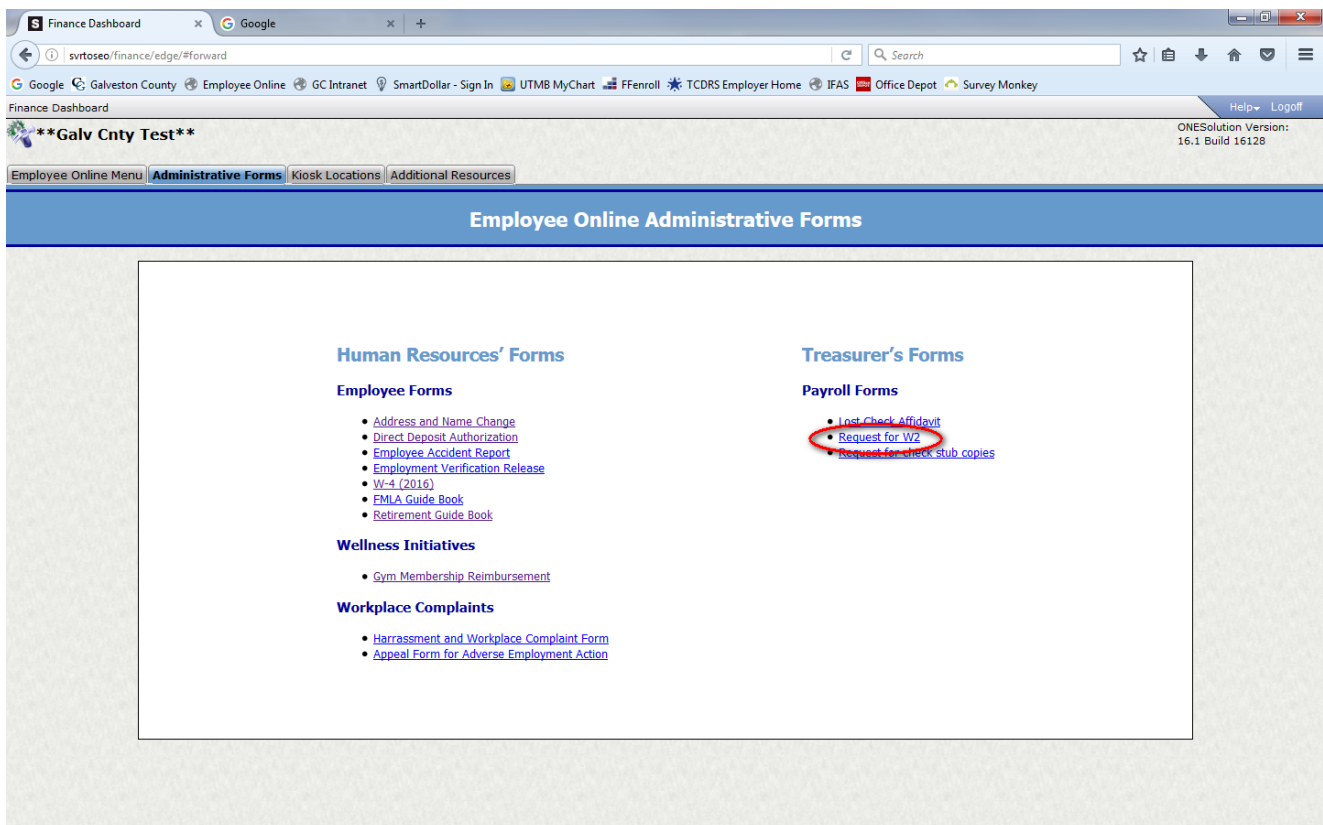 Finance Dashboard
Google
svrtoseo/finance/edge/#forward
Search
Google Galveston County Employee Online GC Intranet SmartDollar - Sign In UTMB MyChart FFenroll TCDRS Employer Home IFAS Office Depot Survey Monkey
Finance Dashboard
Help Logoff
**Galv Cnty Test**
ONESolution Version:
16.1 Build 16128
Employee Online Menu Administrative Forms Kiosk Locations Additional Resources
Employee Online Administrative Forms
Human Resources' Forms
Employee Forms
Address and Name Change
Direct Deposit Authorization
Employee Accident Report
Employment Verification Release
W-4 (2016)
FMLA Guide Book
Retirement Guide Book
Wellness Initiatives
Gym Membership Reimbursement
Workplace Complaints
Harrassment and Workplace Complaint Form
Appeal Form for Adverse Employment Action
Treasurer's Forms
Payroll Forms
Lost Check Affidavit
Request for W2
Request for check stub copies